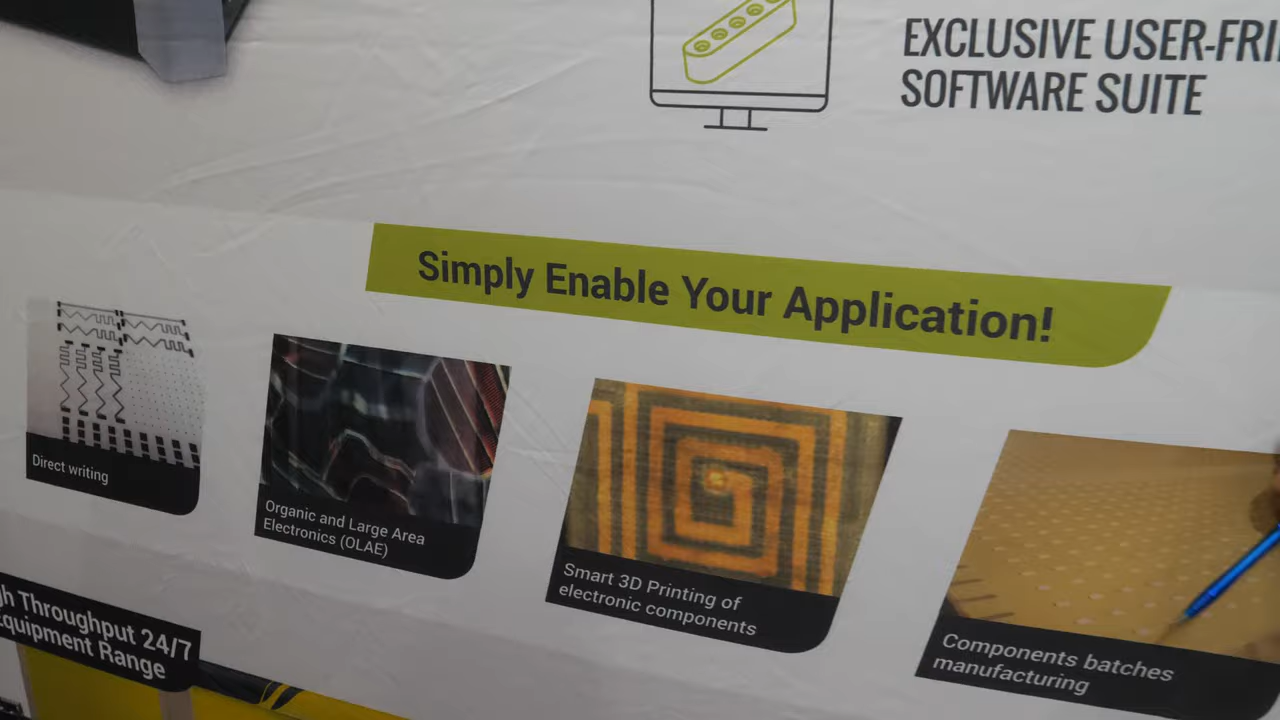 EXCLUSIVE USER-FRI
SOFTWARE SUITE
Simply Enable Your Application!
Direct writing
Organic and Large Area
Electronics (OLAE)
Smart 3D Printing of
electronic components
Components batches
manufacturing
gh Throughput 24/7
Equipment Range